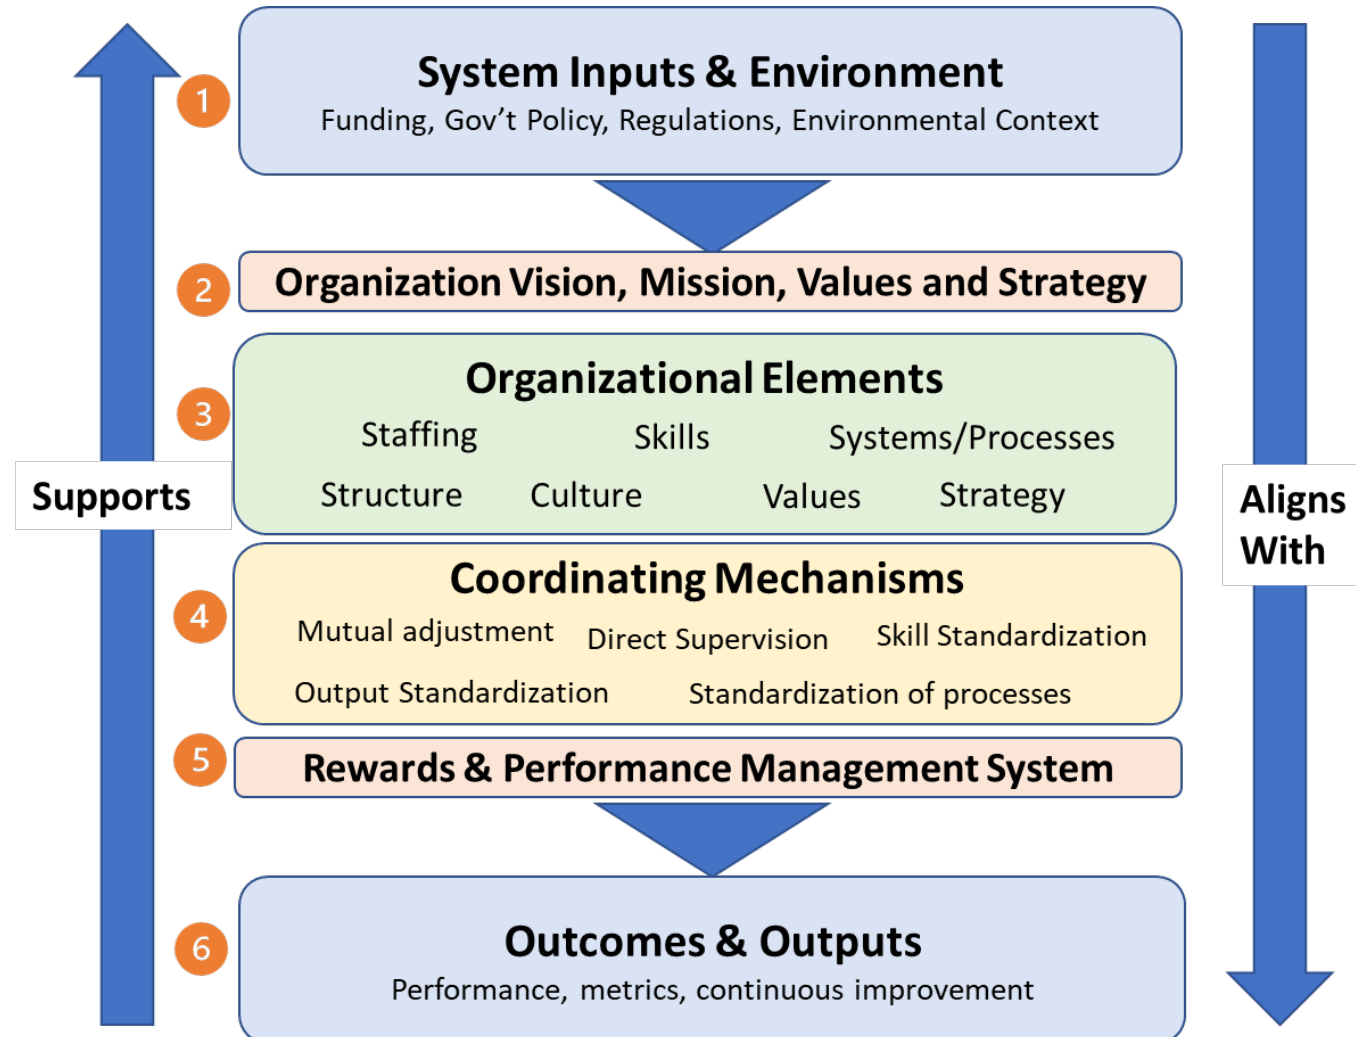 1
System Inputs & Environment
Funding, Gov't Policy, Regulations, Environmental Context
2
Organization Vision, Mission, Values and Strategy
3
Organizational Elements
Staffing Skills Systems/Processes
Structure Culture Values Strategy
Supports
Aligns
With
4
Coordinating Mechanisms
Mutual adjustment Direct Supervision Skill Standardization
Output Standardization Standardization of processes
5
Rewards & Performance Management System
6
Outcomes & Outputs
Performance, metrics, continuous improvement